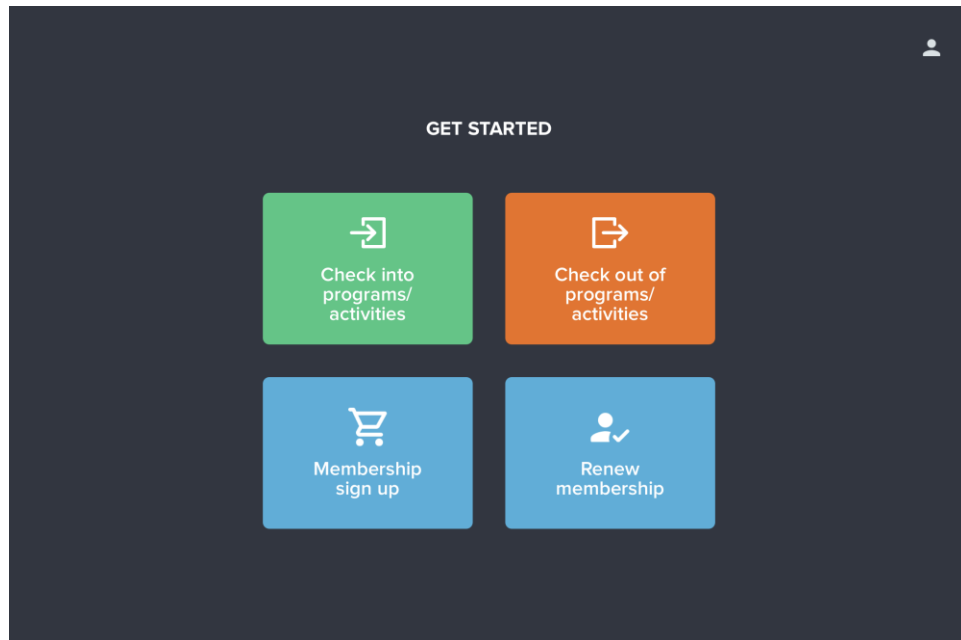 GET STARTED
Check into
programs/
activities
Check out of
programs/
activities
Membership
sign up
Renew
membership